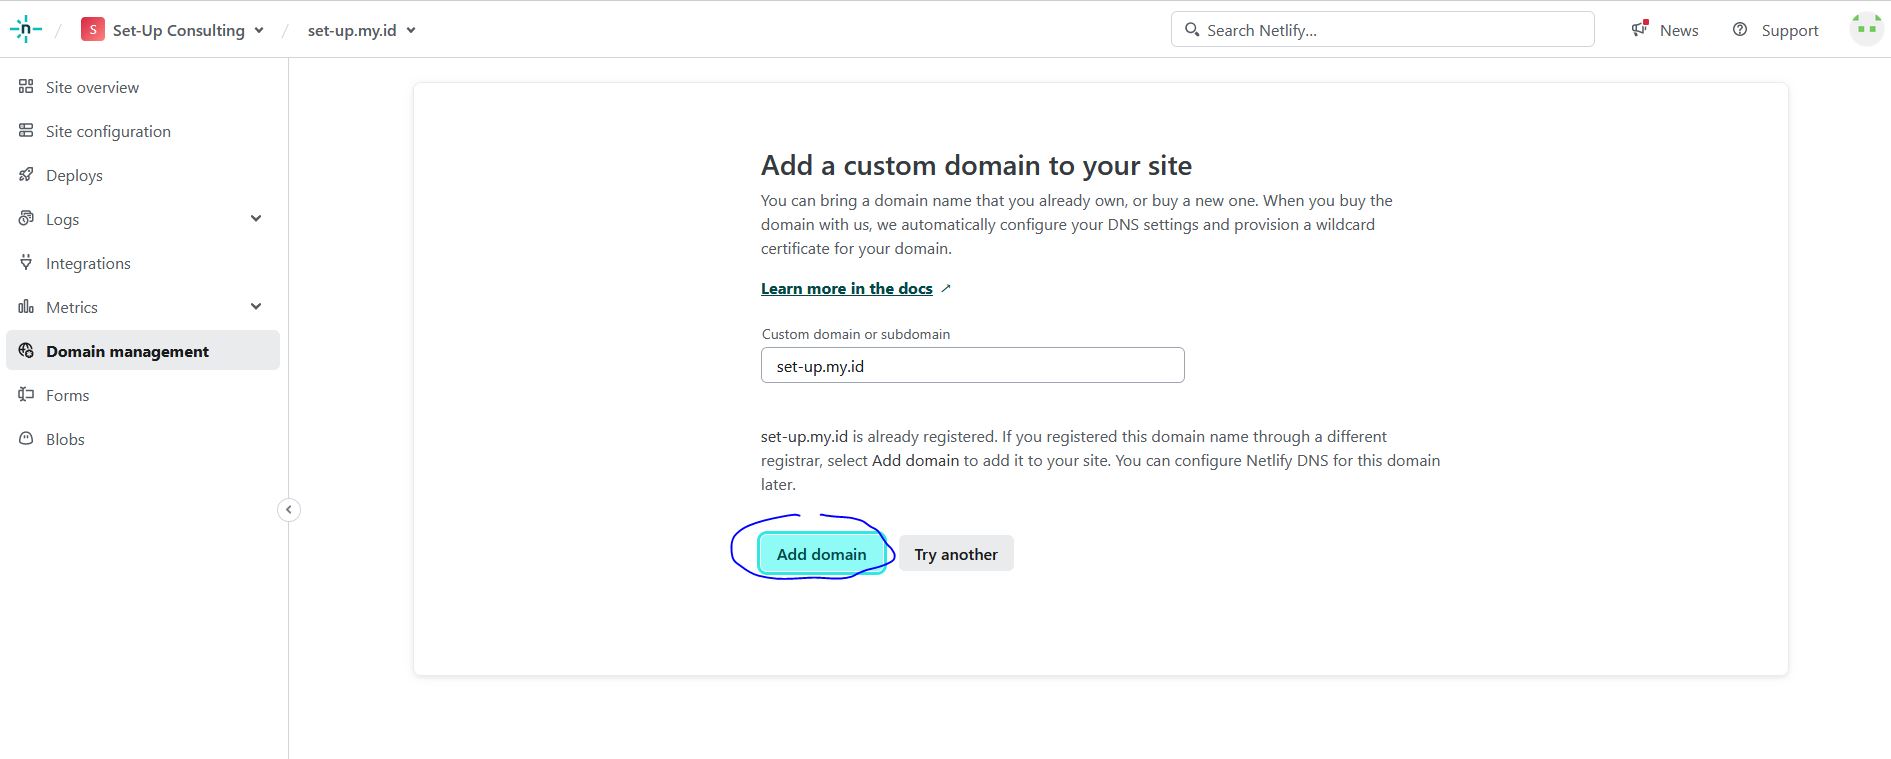 n / S Set-Up Consulting / set-up.my.id
Search Netlify...
News
Support
Site overview
Site configuration
Deploys
Logs
Integrations
Metrics
Domain management
Forms
Blobs
Add a custom domain to your site
You can bring a domain name that you already own, or buy a new one. When you buy the
domain with us, we automatically configure your DNS settings and provision a wildcard
certificate for your domain.
Learn more in the docs
Custom domain or subdomain
set-up.my.id
set-up.my.id is already registered. If you registered this domain name through a different
registrar, select Add domain to add it to your site. You can configure Netlify DNS for this domain
later.
Add domain
Try another